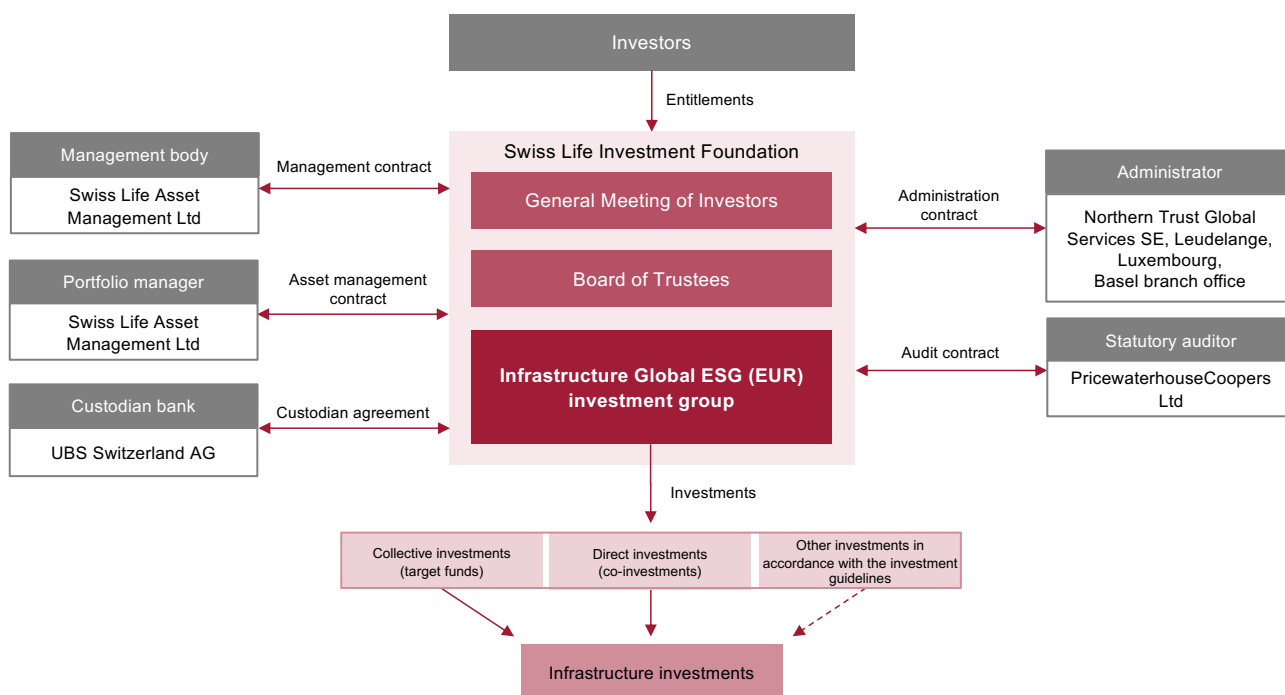 Investors
Entitlements
Swiss Life Investment Foundation
General Meeting of Investors
Board of Trustees
Infrastructure Global ESG (EUR)
investment group
Management body
Swiss Life Asset
Management Ltd
Management contract
Portfolio manager
Swiss Life Asset
Management Ltd
Asset management
contract
Custodian bank
UBS Switzerland AG
Custodian agreement
Administration
contract
Administrator
Northern Trust Global
Services SE, Leudelange,
Luxembourg,
Basel branch office
Audit contract
Statutory auditor
PricewaterhouseCoopers
Ltd
Investments
Collective investments
(target funds)
Direct investments
(co-investments)
Other investments in
accordance with the investment
guidelines
Infrastructure investments